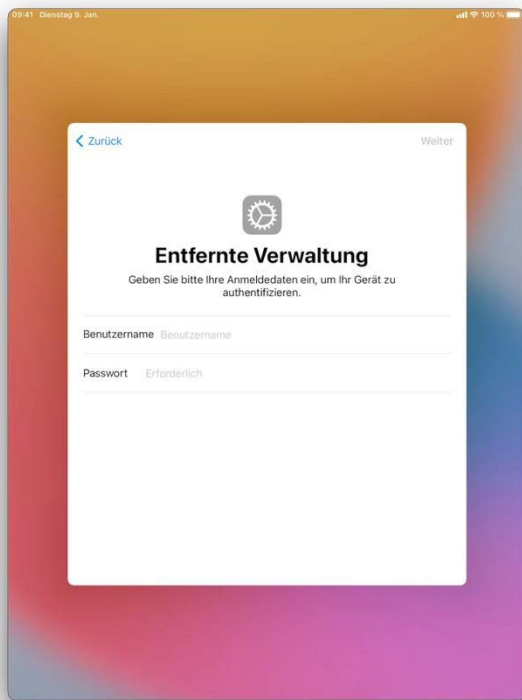 09:41 Dienstag 9. Jan.
100 %
Zurück
Weiter
Entfernte Verwaltung
Geben Sie bitte Ihre Anmeldedaten ein, um Ihr Gerät zu
authentifizieren.
Benutzername Benutzername
Passwort Erforderlich